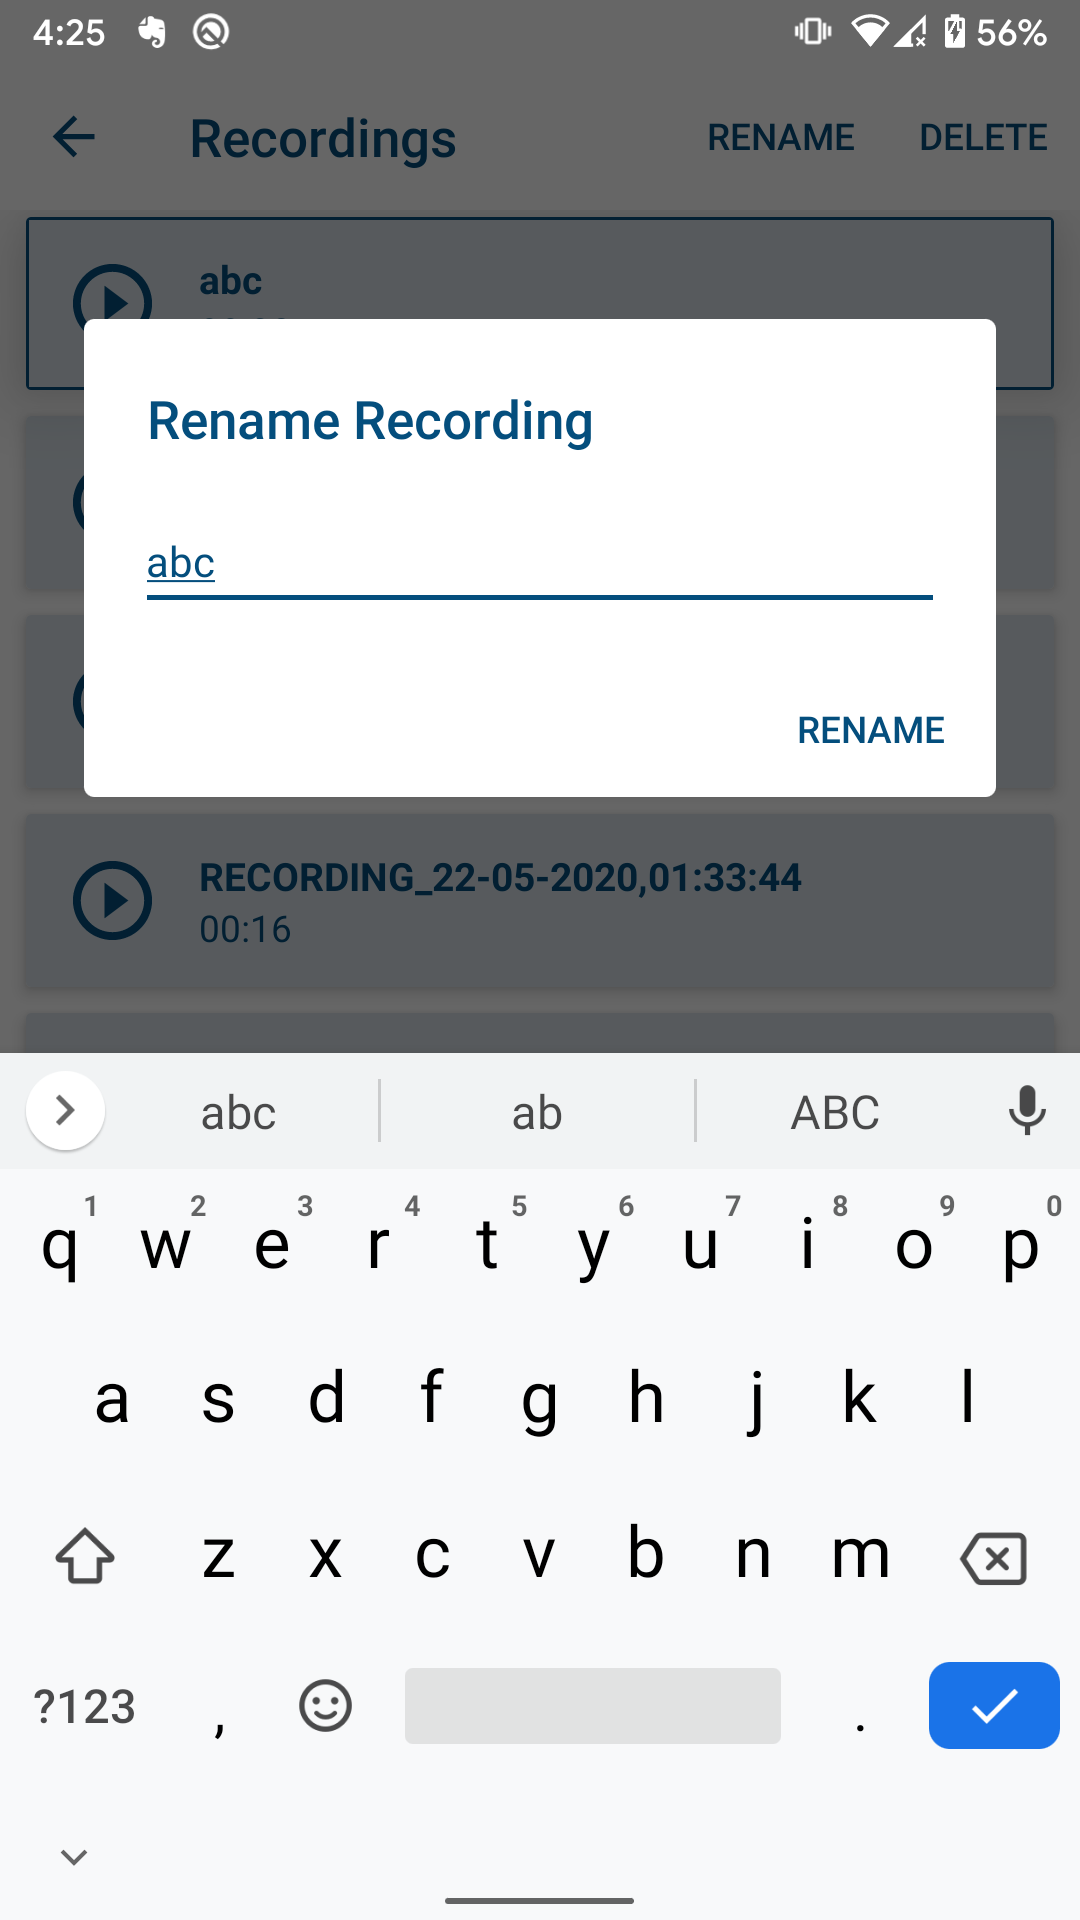 4:25 56%
Recordings RENAME DELETE
abc
Rename Recording
abc
RENAME
RECORDING_22-05-2020,01:33:44
00:16
abc ab ABC
1 2 3 4 5 6 7 8 9 0
q w e r t y u i o p
a s d f g h j k l
z x c v b n m
?123 , .